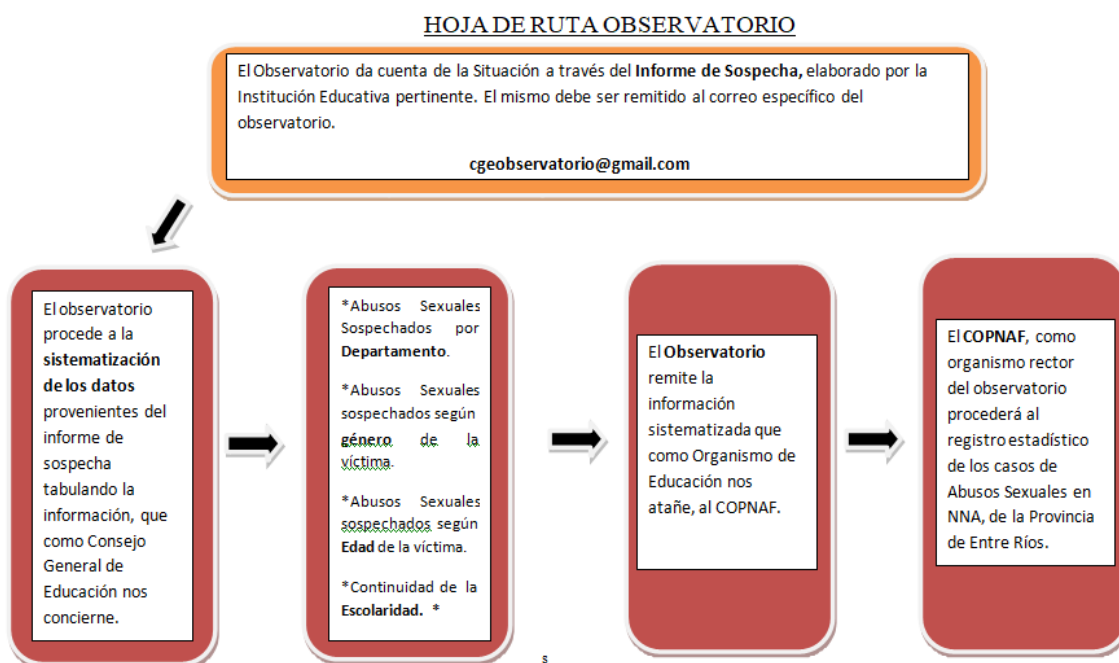 HOJA DE RUTA OBSERVATORIO
El Observatorio da cuenta de la Situación a través del Informe de Sospecha, elaborado por la
Institución Educativa pertinente. El mismo debe ser remitido al correo específico del
observatorio.
cgeobservatorio@gmail.com
El observatorio
procede a la
sistematización
de los datos
provenientes del
informe de
sospecha
tabulando la
información, que
como Consejo
General de
Educación nos
concierne.
*Abusos Sexuales
Sospechados por
Departamento.
*Abusos Sexuales
sospechados según
género de la
víctima.
*Abusos Sexuales
sospechados según
Edad de la víctima.
*Continuidad de la
Escolaridad. *
El Observatorio
remite la
información
sistematizada que
como Organismo de
Educación nos
atañe, al COPNAF.
El COPNAF, como
organismo rector
del observatorio
procederá al
registro estadístico
de los casos de
Abusos Sexuales en
NNA, de la Provincia
de Entre Ríos.
s